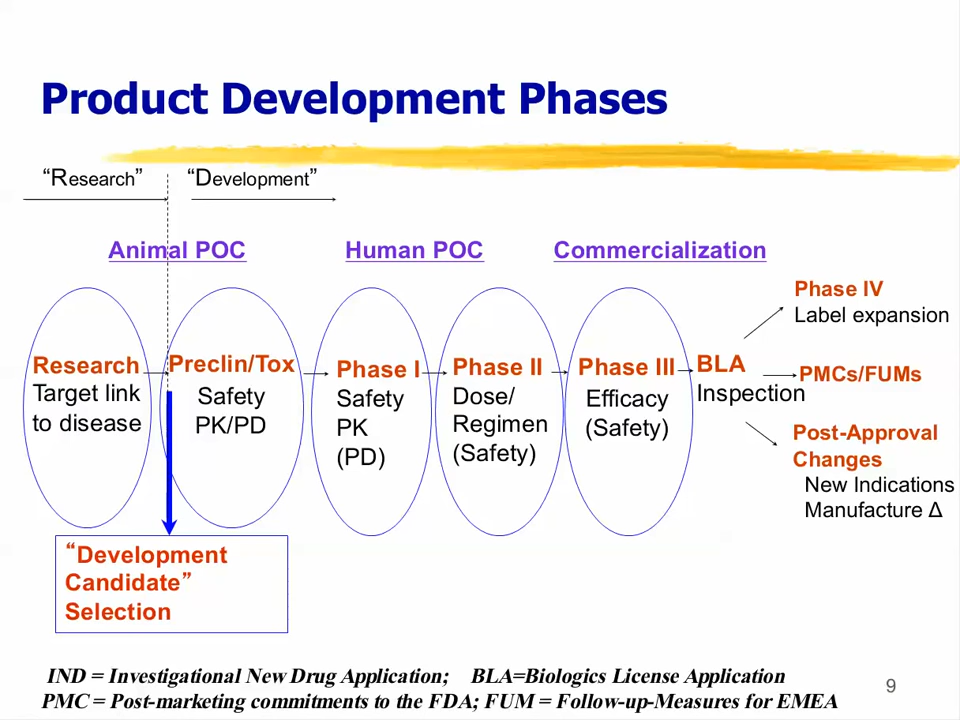 Product Development Phases
“Research” “Development”
Animal POC Human POC Commercialization
Research
Target link
to disease
Preclin/Tox
Safety
PK/PD
Phase I
Safety
PK
(PD)
Phase II
Dose/
Regimen
(Safety)
Phase III
Efficacy
(Safety)
BLA
Inspection
Phase IV
Label expansion
PMCs/FUMs
Post-Approval
Changes
New Indications
Manufacture Δ
“Development
Candidate”
Selection
IND = Investigational New Drug Application; BLA=Biologics License Application
PMC = Post-marketing commitments to the FDA; FUM = Follow-up-Measures for EMEA
9